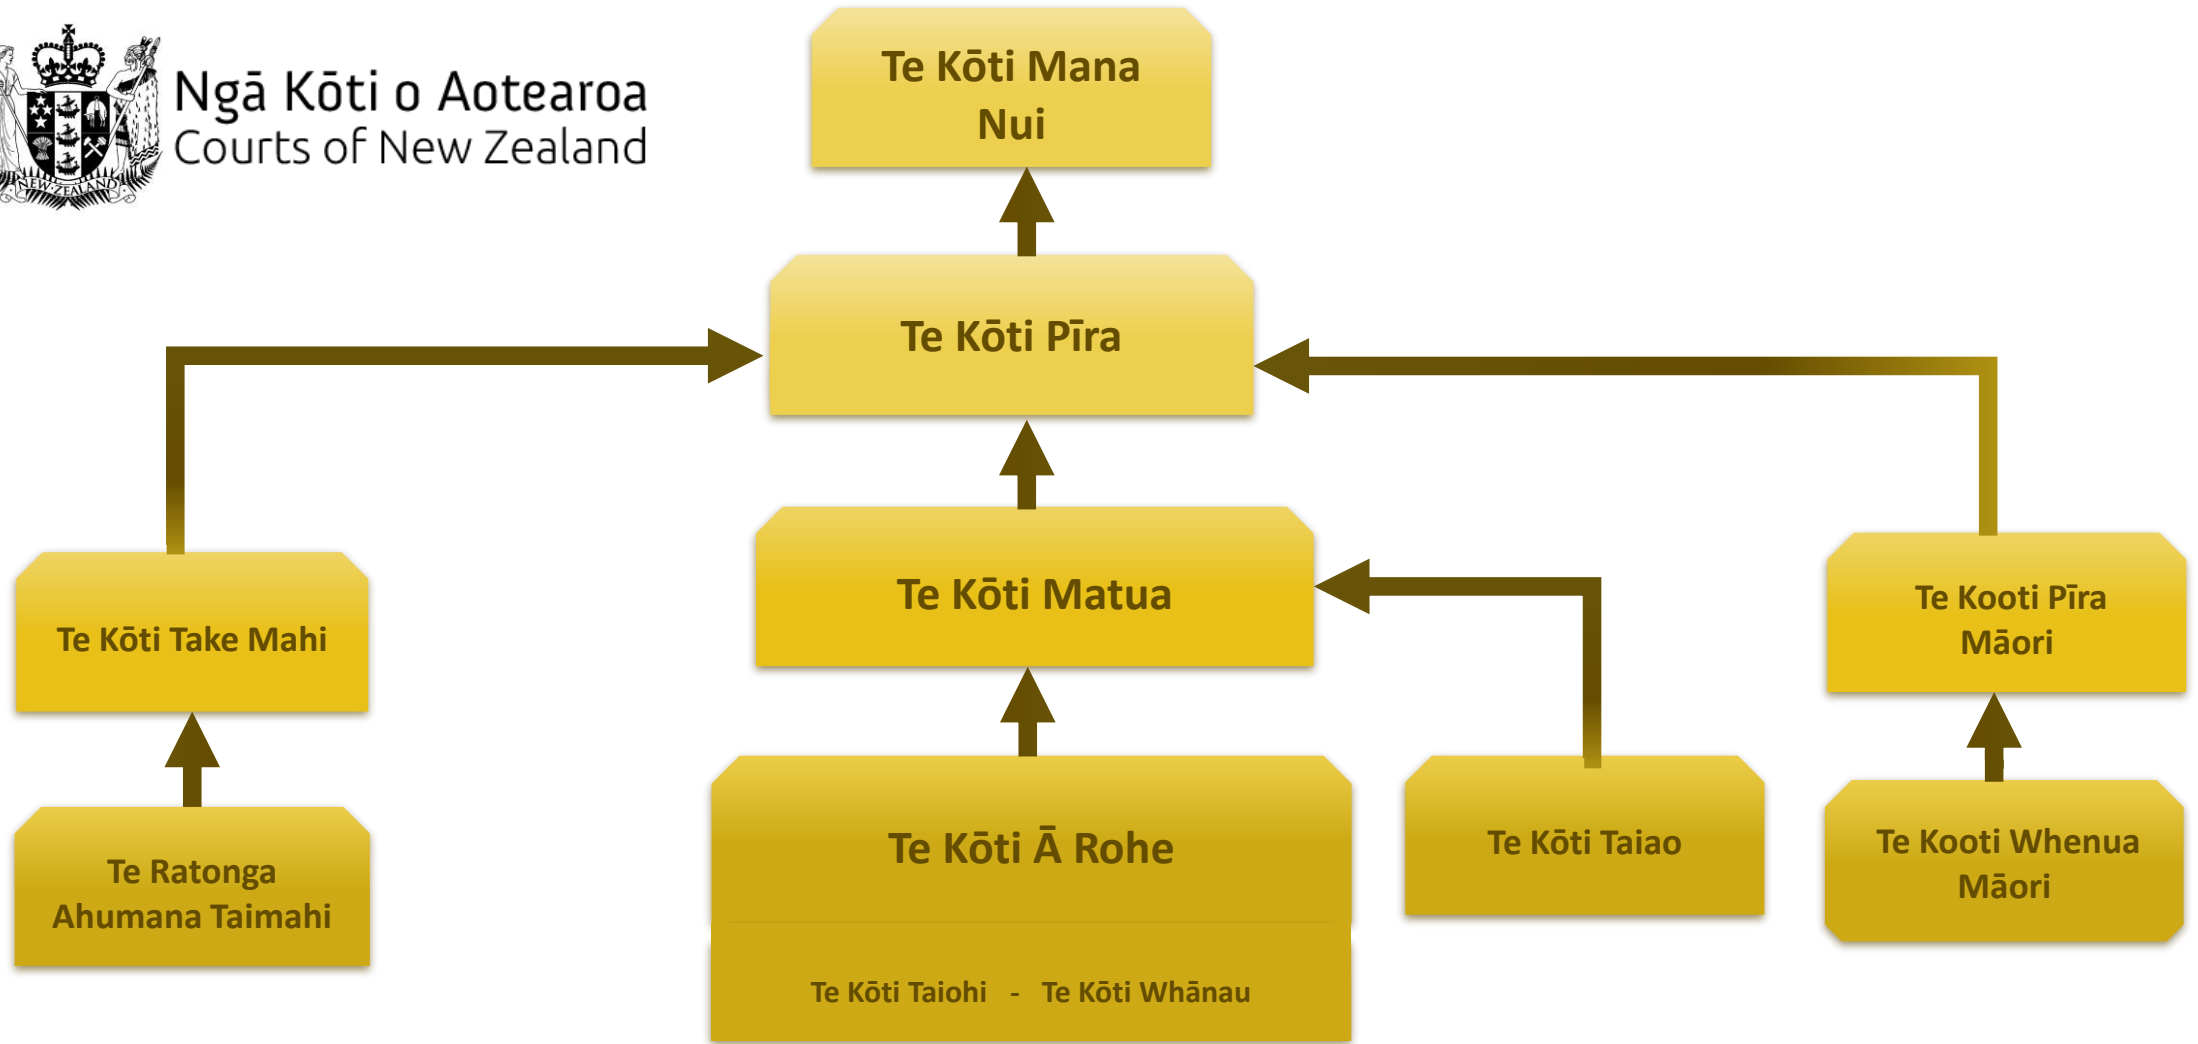 Ngā Kōti o Aotearoa
Courts of New Zealand
NEW ZEALAND
Te Kōti Mana
Nui
Te Kōti Pīra
Te Kōti Matua
Te Kōti Take Mahi
Te Kooti Pīra
Māori
Te Ratonga
Ahumana Taimahi
Te Kōti Ā Rohe
Te Kōti Taiohi - Te Kōti Whānau
Te Kōti Taiao
Te Kooti Whenua
Māori